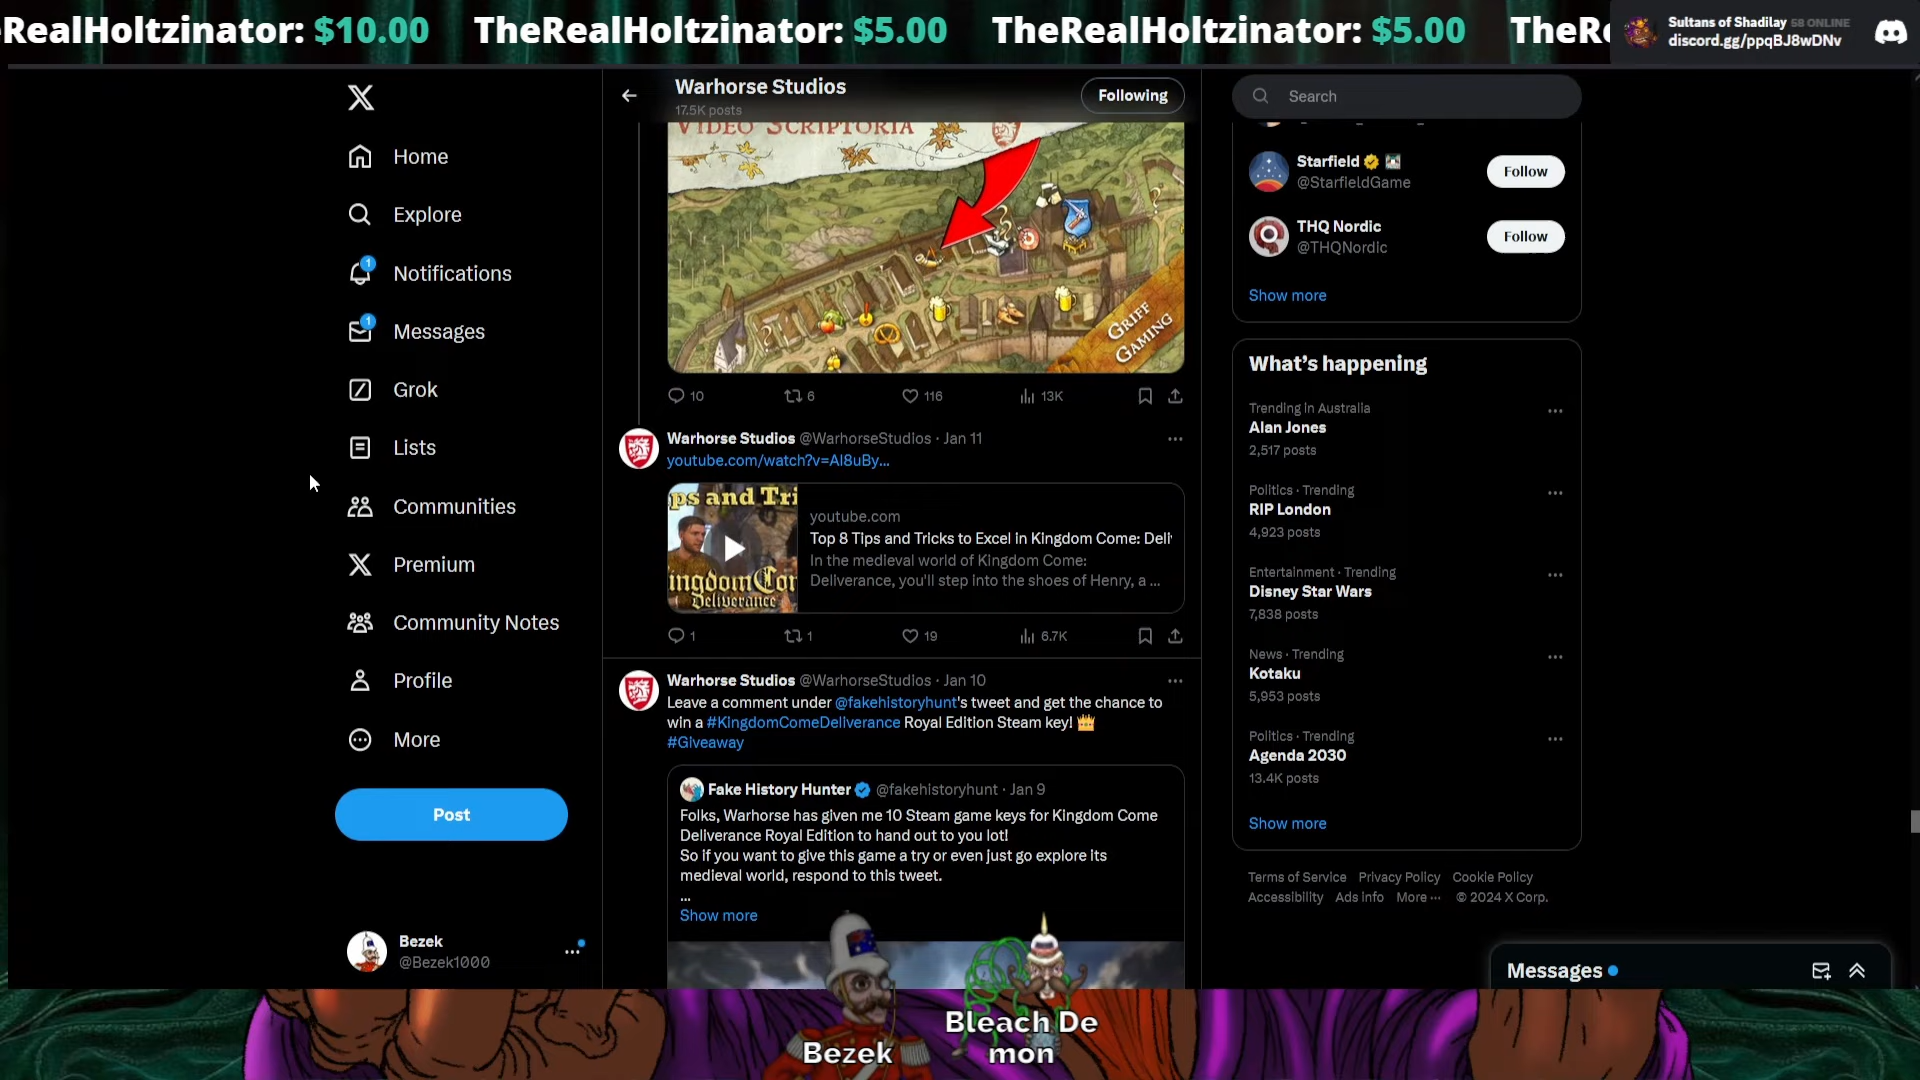 RealHoltzinator: $10.00 TheRealHoltzinator: $5.00 TheRealHoltzinator: $5.00 TheRe
Sultans of Shadilay 58 ONLINE
discord.gg/ppqBJ8wDNv
Home
Explore
1
Notifications
1
Messages
Grok
Lists
Communities
Premium
Community Notes
Profile
More
Post
Bezek
@Bezek1000
Warhorse Studios
17.5K posts
Following
VIDEO SCRIPTORIA
GRIFF
GAMING
10 6 116 13K
Warhorse Studios @WarhorseStudios · Jan 11
youtube.com/watch?v=AI8uBy...
ps and Tri
ingdom Con
Deliverance
youtube.com
Top 8 Tips and Tricks to Excel in Kingdom Come: Deli
In the medieval world of Kingdom Come:
Deliverance, you'll step into the shoes of Henry, a ...
1 1 19 6.7K
Warhorse Studios @WarhorseStudios · Jan 10
Leave a comment under @fakehistoryhunt's tweet and get the chance to
win a #KingdomComeDeliverance Royal Edition Steam key!
#Giveaway
Fake History Hunter @fakehistoryhunt · Jan 9
Folks, Warhorse has given me 10 Steam game keys for Kingdom Come
Deliverance Royal Edition to hand out to you lot!
So if you want to give this game a try or even just go explore its
medieval world, respond to this tweet.
...
Show more
Search
Starfield
@StarfieldGame
Follow
THQ Nordic
@THQNordic
Follow
Show more
What's happening
Trending in Australia
Alan Jones
2,517 posts
Politics · Trending
RIP London
4,923 posts
Entertainment · Trending
Disney Star Wars
7,838 posts
News · Trending
Kotaku
5,953 posts
Politics · Trending
Agenda 2030
13.4K posts
Show more
Terms of Service Privacy Policy Cookie Policy
Accessibility Ads info More ··· © 2024 X Corp.
Messages
Bezek
Bleach De
mon